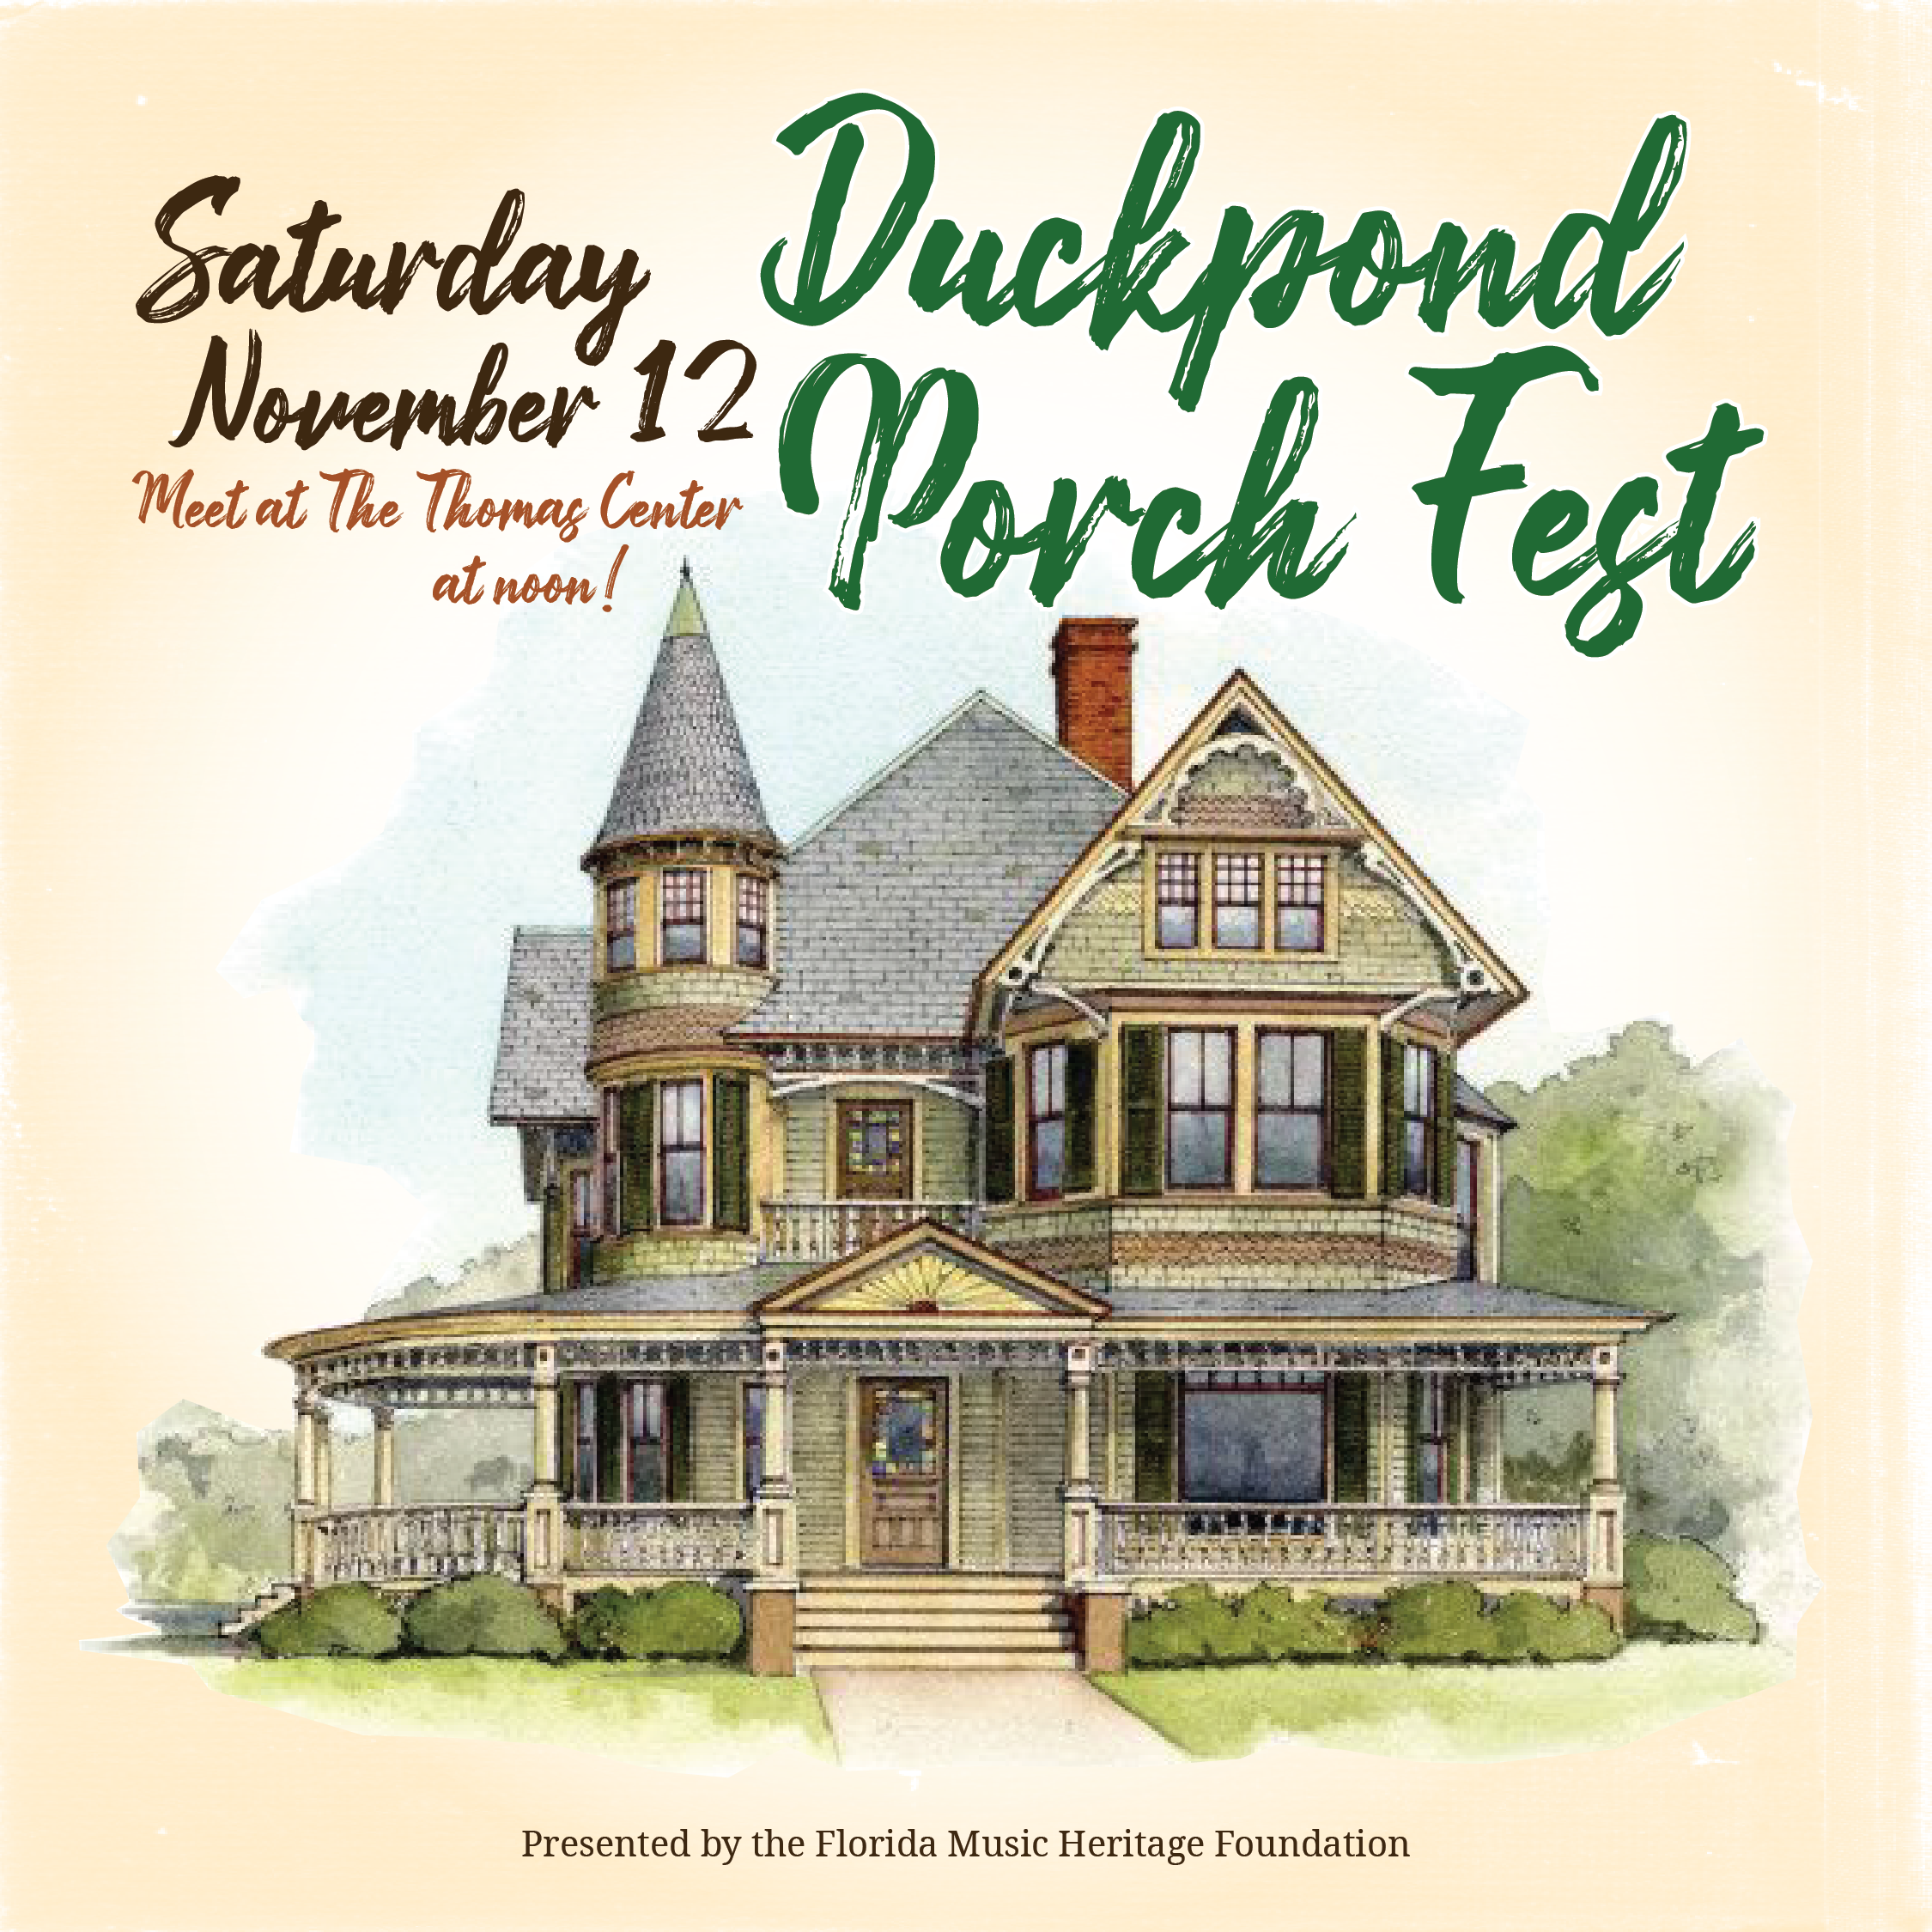 Saturday
November 12
Meet at The Thomas Center
at noon!
Duckpond
Porch Fest
Presented by the Florida Music Heritage Foundation